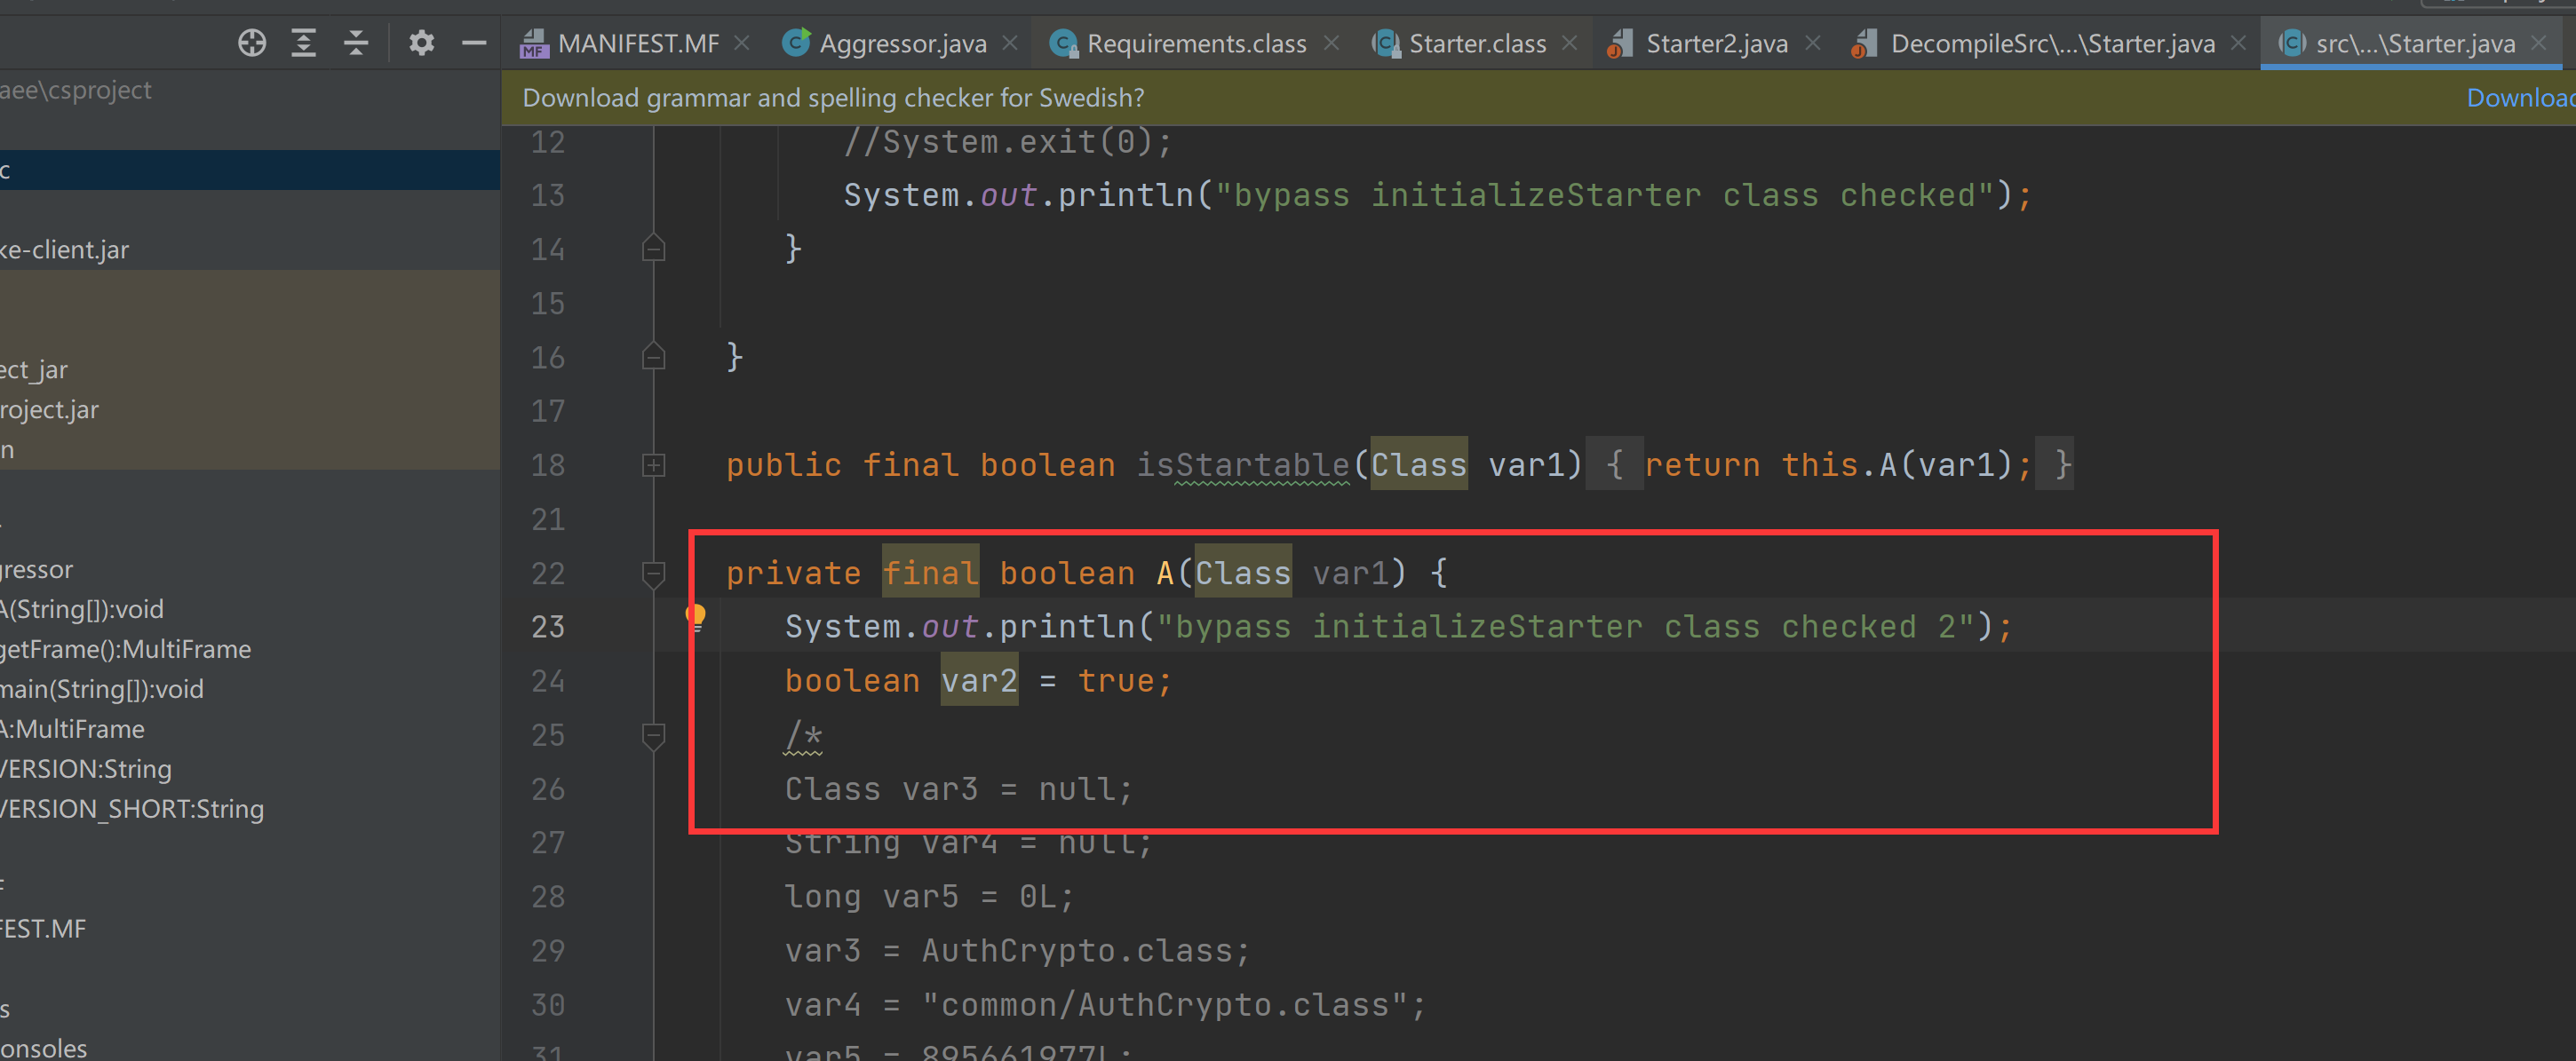 MANIFEST.MF
Aggressor.java
Requirements.class
Starter.class
Starter2.java
DecompileSrc\...\Starter.java
src\...\Starter.java
aee\csproject
c
ke-client.jar
ect_jar
roject.jar
n
gressor
A(String[]):void
getFrame():MultiFrame
main(String[]):void
A:MultiFrame
VERSION:String
VERSION_SHORT:String
F
FEST.MF
s
onsoles
Download grammar and spelling checker for Swedish?
Download
12 //System.exit(0);
13 System.out.println("bypass initializeStarter class checked");
14 }
15
16 }
17
18 public final boolean isStartable(Class var1) { return this.A(var1); }
21
22 private final boolean A(Class var1) {
23 System.out.println("bypass initializeStarter class checked 2");
24 boolean var2 = true;
25 /*
26 Class var3 = null;
27 String var4 = null;
28 long var5 = 0L;
29 var3 = AuthCrypto.class;
30 var4 = "common/AuthCrypto.class";
31 var5 = 895661977L;